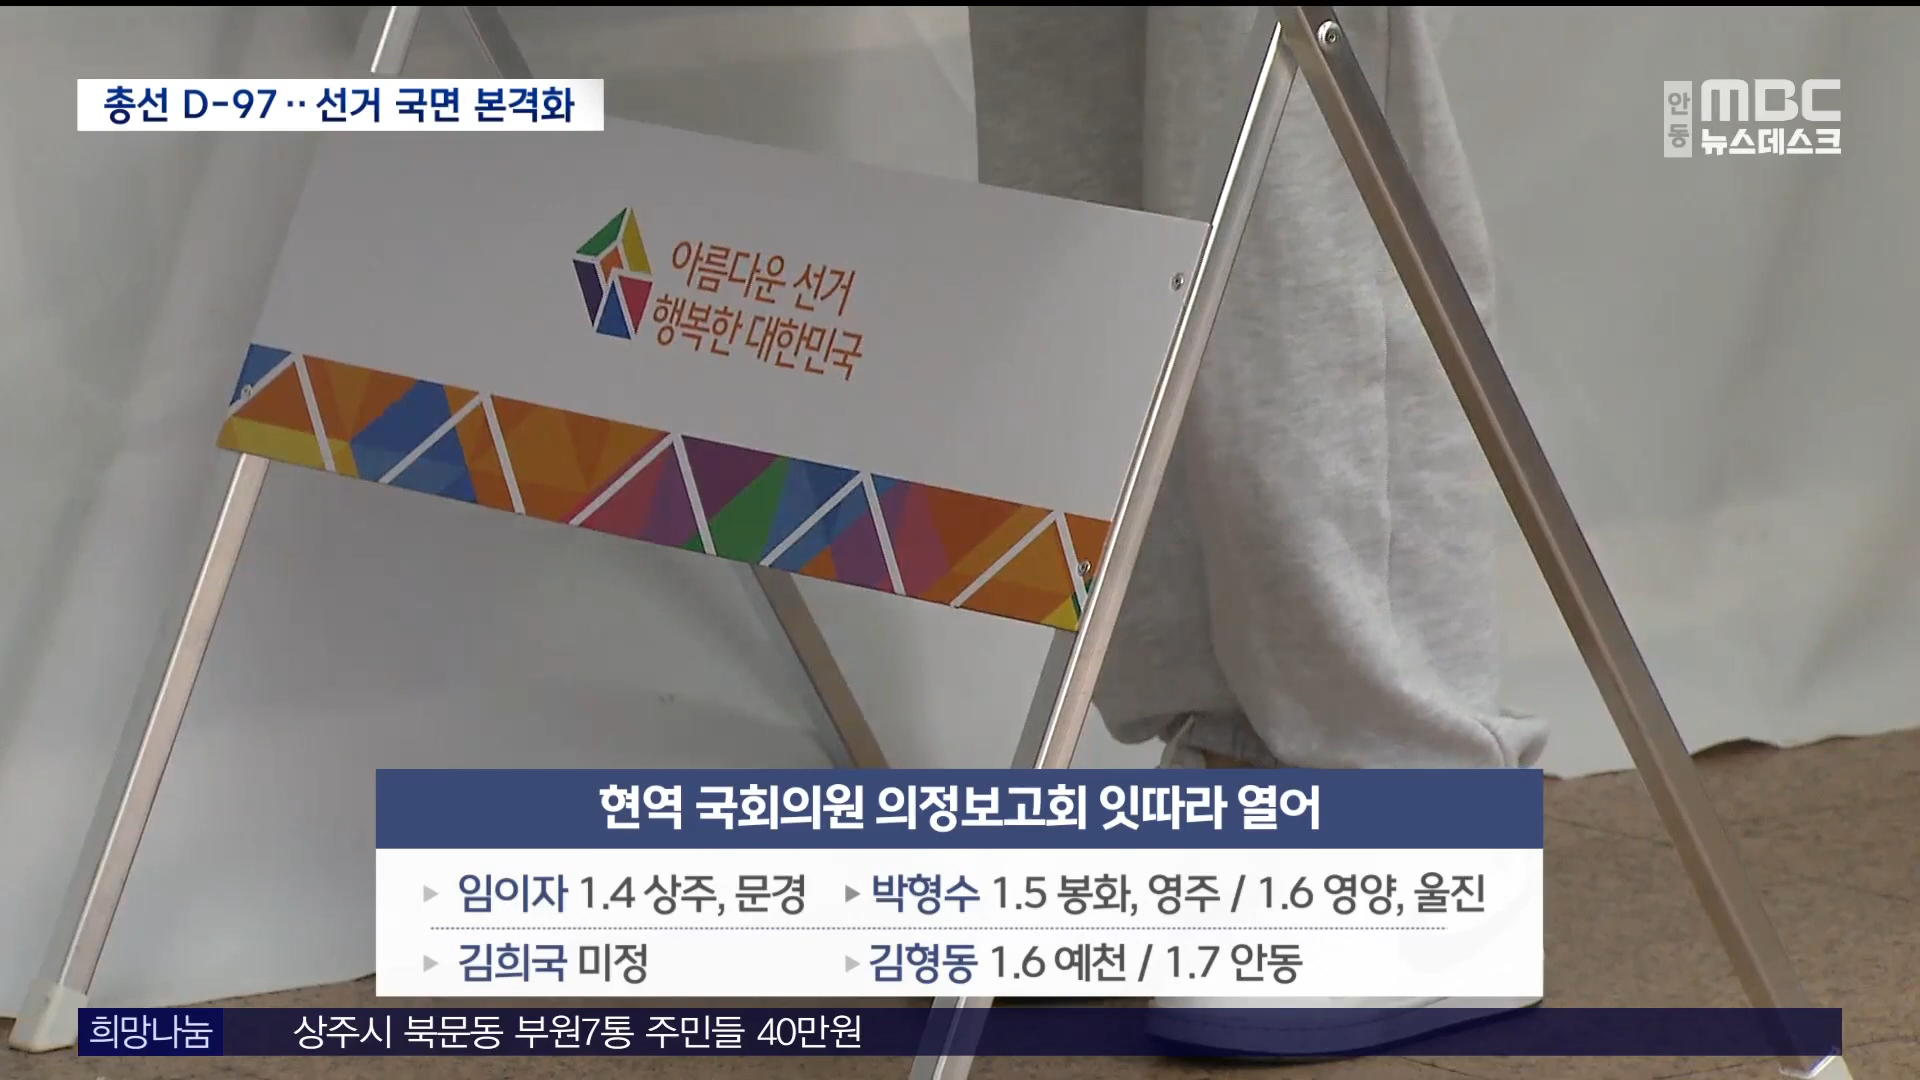 총선 D-97‥선거 국면 본격화
안동 MBC
뉴스데스크
아름다운 선거
행복한 대한민국
현역 국회의원 의정보고회 잇따라 열어
▸ 임이자 1.4 상주, 문경 ▸ 박형수 1.5 봉화, 영주 / 1.6 영양, 울진
▸ 김희국 미정 ▸ 김형동 1.6 예천 / 1.7 안동
희망나눔 상주시 북문동 부원7통 주민들 40만원